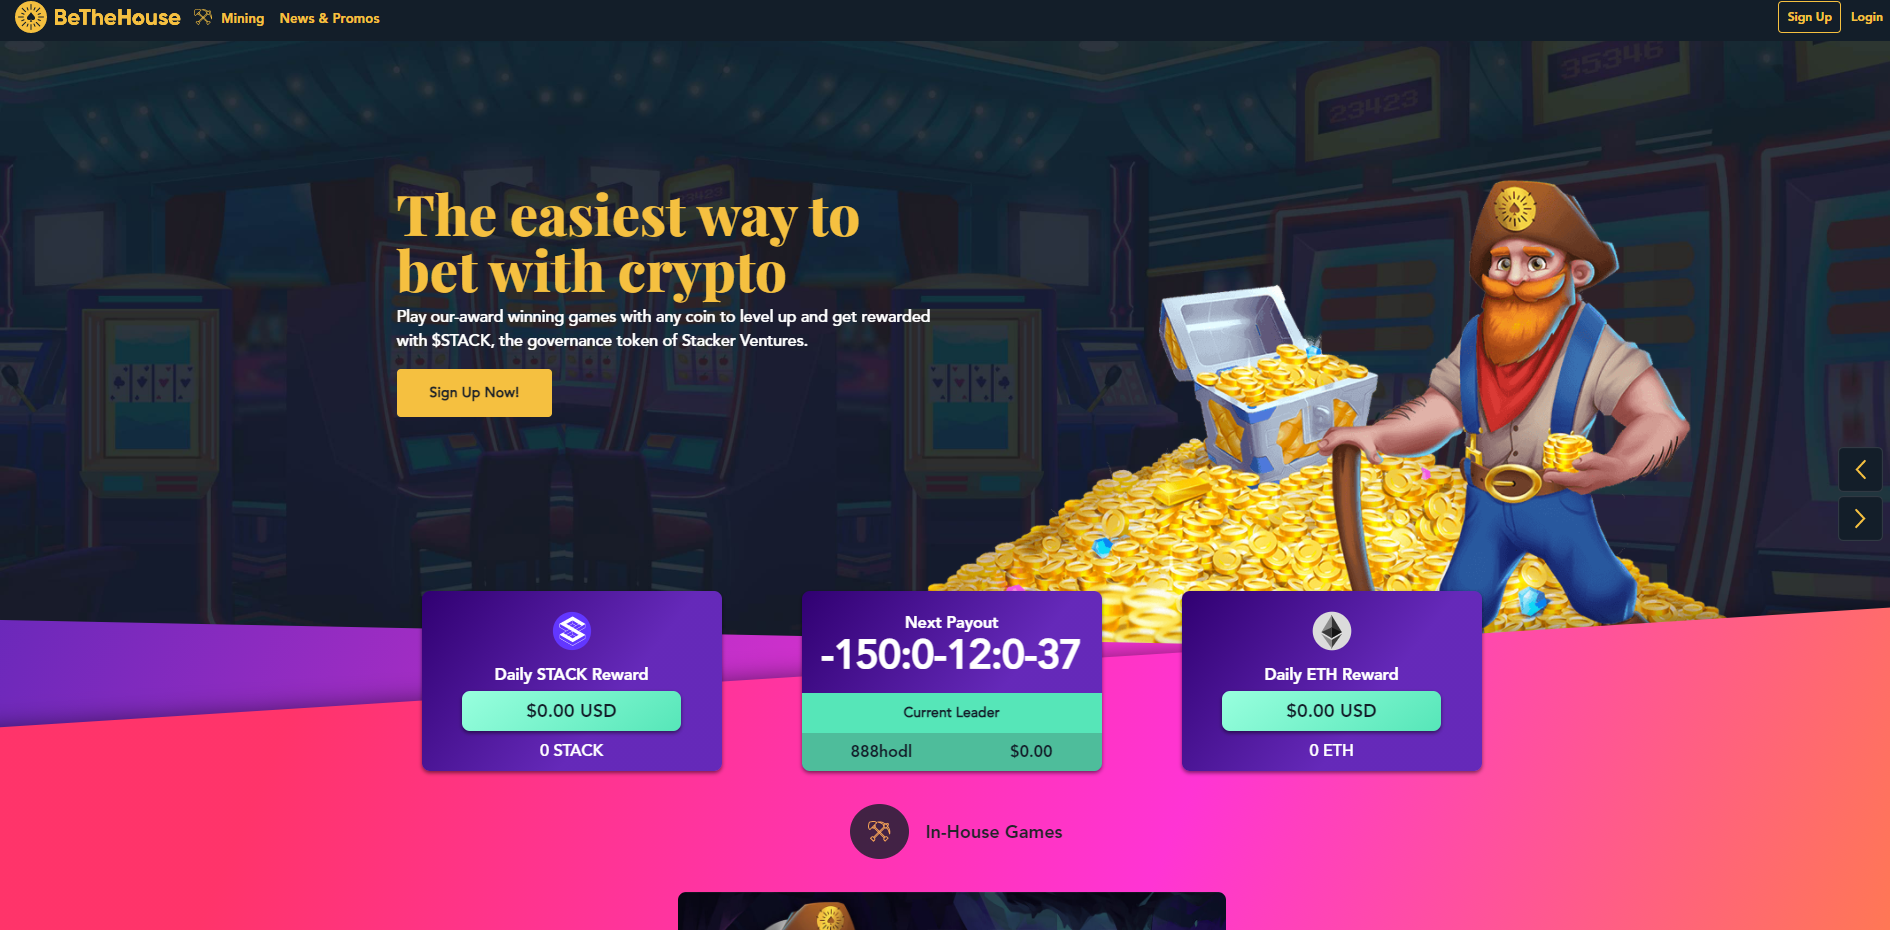 BeTheHouse Mining News & Promos Sign Up Login
35346
23423
The easiest way to
bet with crypto
Play our-award winning games with any coin to level up and get rewarded
with $STACK, the governance token of Stacker Ventures.
Sign Up Now!
Daily STACK Reward
$0.00 USD
0 STACK
Next Payout
-150:0-12:0-37
Current Leader
888hodl $0.00
Daily ETH Reward
$0.00 USD
0 ETH
In-House Games